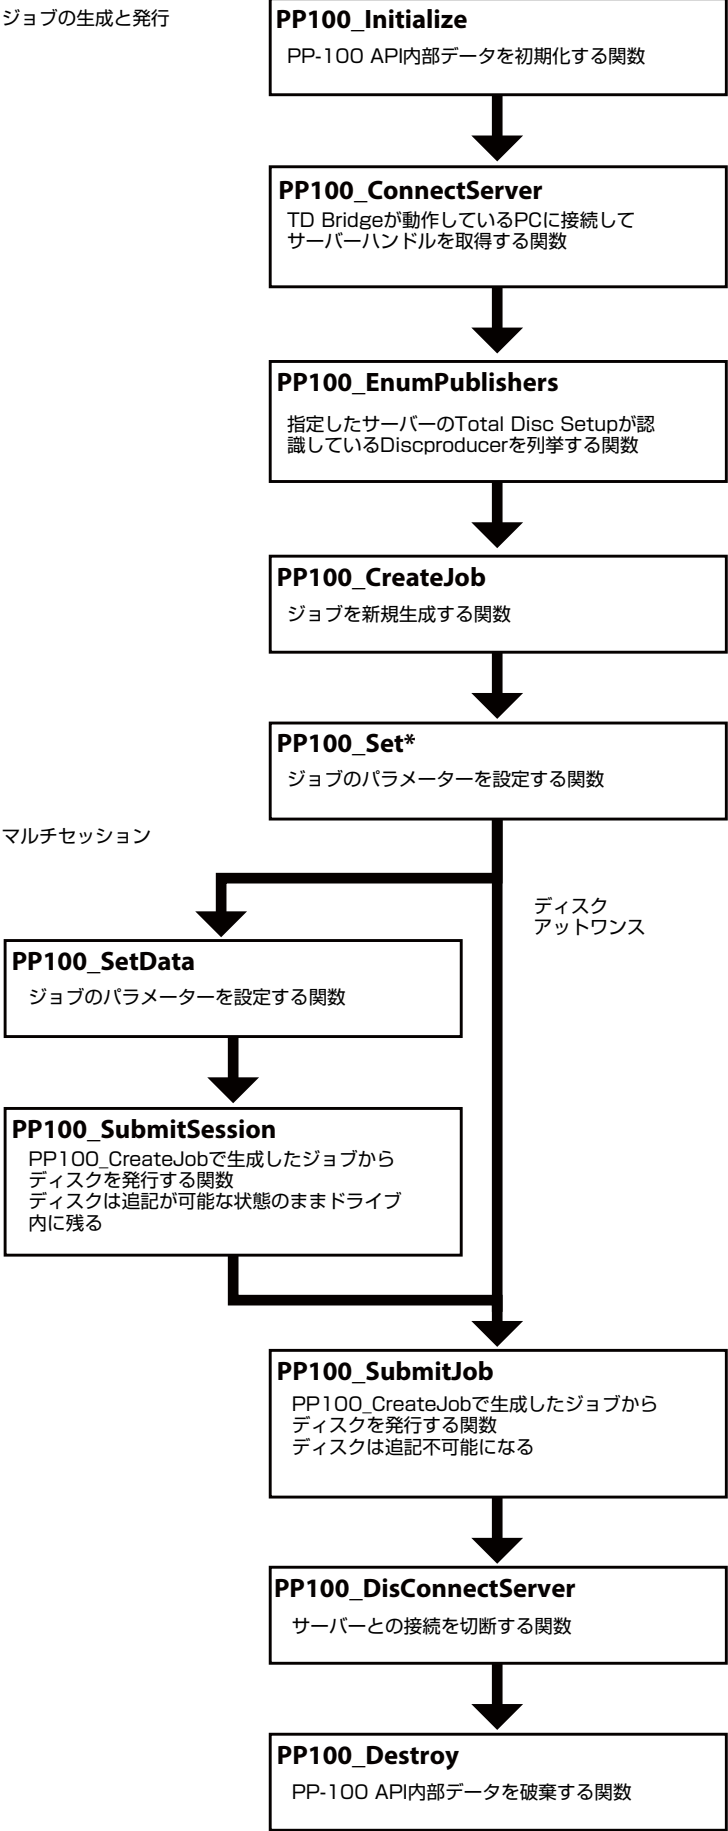 ジョブの生成と発行
PP100_Initialize
PP-100 API内部データを初期化する関数
PP100_ConnectServer
TD Bridgeが動作しているPCに接続して
サーバーハンドルを取得する関数
PP100_EnumPublishers
指定したサーバーのTotal Disc Setupが認
識しているDiscproducerを列挙する関数
PP100_CreateJob
ジョブを新規生成する関数
PP100_Set*
ジョブのパラメーターを設定する関数
マルチセッション
ディスク
アットワンス
PP100_SetData
ジョブのパラメーターを設定する関数
PP100_SubmitSession
PP100_CreateJobで生成したジョブから
ディスクを発行する関数
ディスクは追記が可能な状態のままドライブ
内に残る
PP100_SubmitJob
PP100_CreateJobで生成したジョブから
ディスクを発行する関数
ディスクは追記不可能になる
PP100_DisConnectServer
サーバーとの接続を切断する関数
PP100_Destroy
PP-100 API内部データを破棄する関数